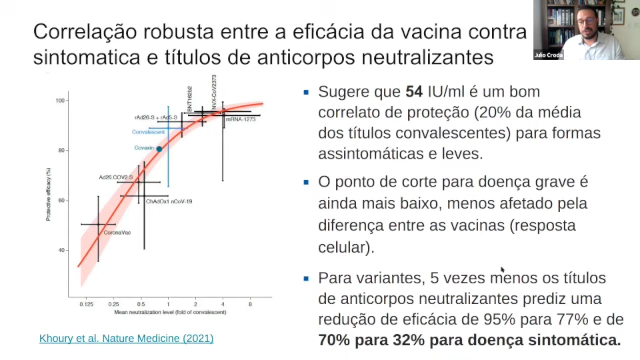 Correlação robusta entre a eficácia da vacina contra
sintomatica e títulos de anticorpos neutralizantes
Julio Croda
Sugere que 54 IU/ml é um bom
correlato de proteção (20% da média
dos títulos convalescentes) para formas
assintomáticas e leves.
O ponto de corte para doença grave é
ainda mais baixo, menos afetado pela
diferença entre as vacinas (resposta
celular).
Para variantes, 5 vezes menos os títulos
de anticorpos neutralizantes prediz uma
redução de eficácia de 95% para 77% e de
70% para 32% para doença sintomática.
Protective efficacy (%)
100
80
60
40
BNT162b2
NVX-CoV2373
rAd26-S + rAd5-S
mRNA-1273
Convalescent
Covaxin
Ad26.COV2.S
ChAdOx1 nCoV-19
CoronaVac
0.125
0.25
0.5
1
2
4
8
Mean neutralization level (fold of convalescent)
Khoury et al. Nature Medicine (2021)